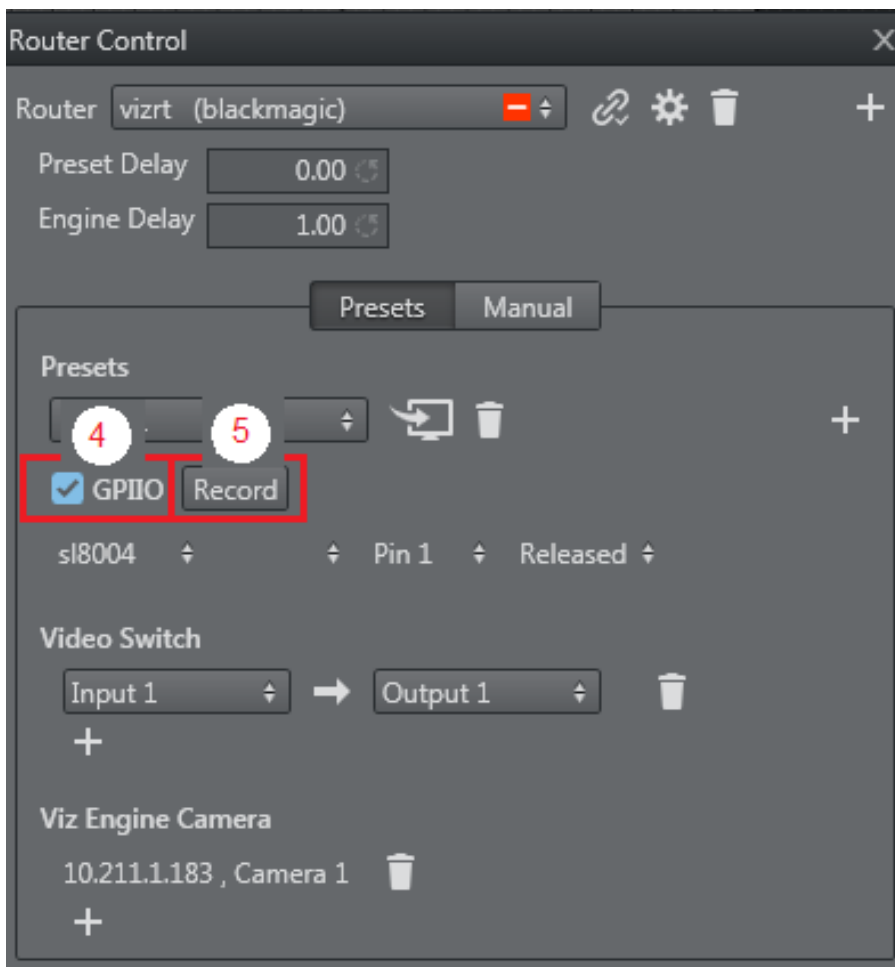 Router Control
Router vizrt (blackmagic)
Preset Delay 0.00
Engine Delay 1.00
Presets Manual
Presets
4 5
GPIIO Record
sl8004 Pin 1 Released
Video Switch
Input 1 Output 1
Viz Engine Camera
10.211.1.183 , Camera 1